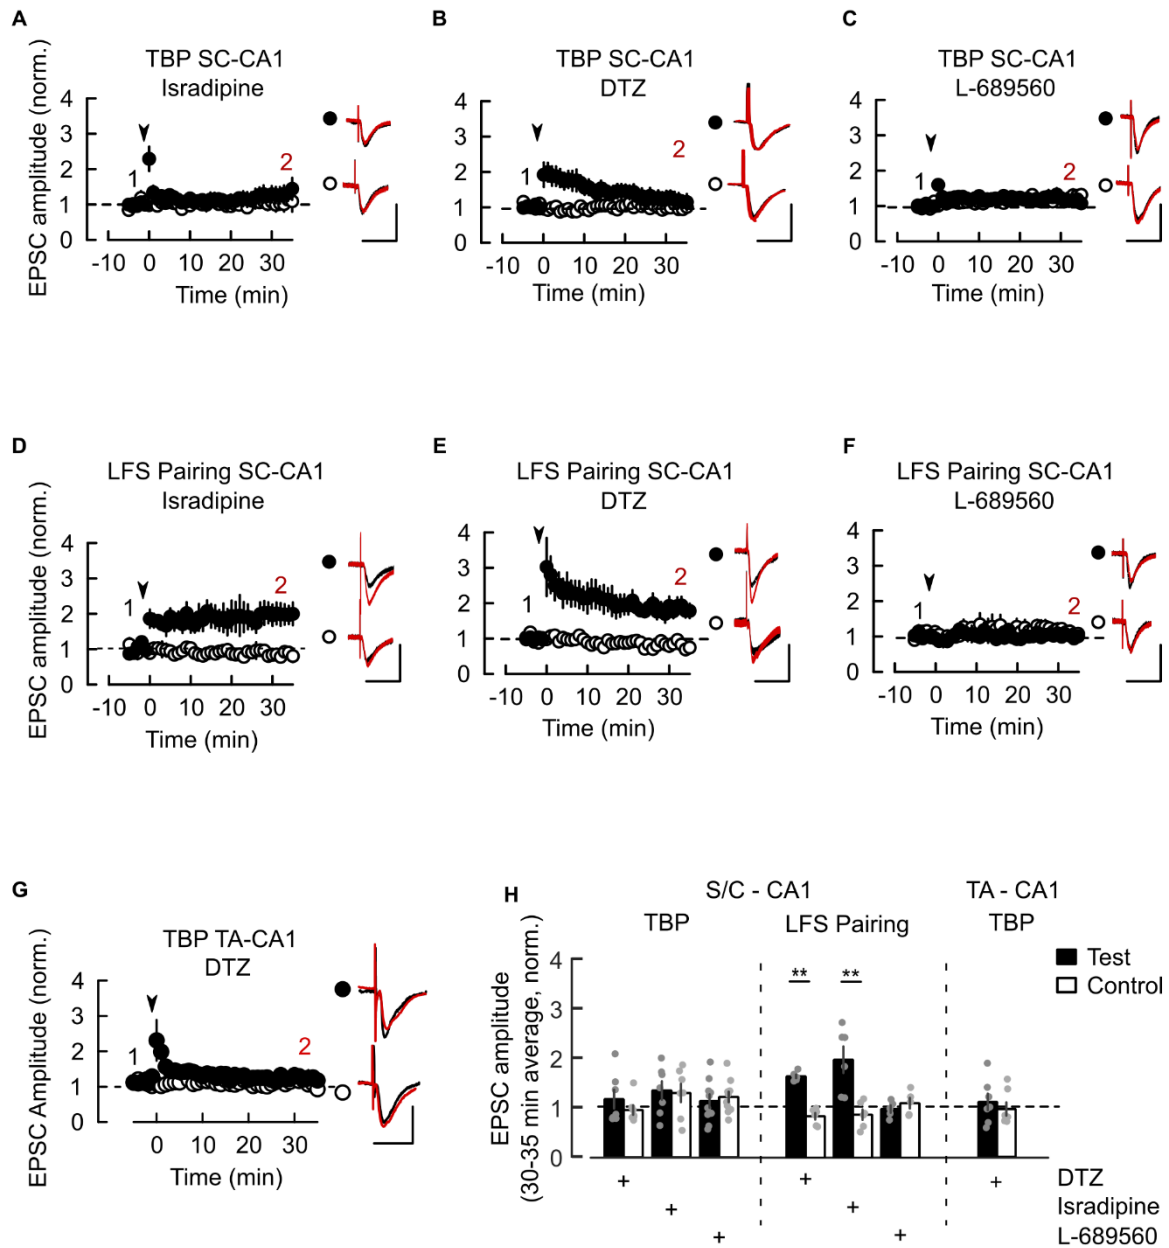 A
TBP SC-CA1
Isradipine
EPSC amplitude (norm.)
4
3
2
1
0
1
2
-10 0 10 20 30
Time (min)
B
TBP SC-CA1
DTZ
4
3
2
1
0
1
2
-10 0 10 20 30
Time (min)
C
TBP SC-CA1
L-689560
4
3
2
1
0
1
2
-10 0 10 20 30
Time (min)
D
LFS Pairing SC-CA1
Isradipine
EPSC amplitude (norm.)
4
3
2
1
0
1
2
-10 0 10 20 30
Time (min)
E
LFS Pairing SC-CA1
DTZ
4
3
2
1
0
1
2
-10 0 10 20 30
Time (min)
F
LFS Pairing SC-CA1
L-689560
4
3
2
1
0
1
2
-10 0 10 20 30
Time (min)
G
TBP TA-CA1
DTZ
EPSC Amplitude (norm.)
4
3
2
1
0
1
2
0 10 20 30
Time (min)
H
S/C - CA1
TA - CA1
TBP
LFS Pairing
TBP
Test
Control
EPSC amplitude
(30-35 min average, norm.)
4
3
2
1
0
** **
+ + + DTZ
+ + Isradipine
+ + L-689560